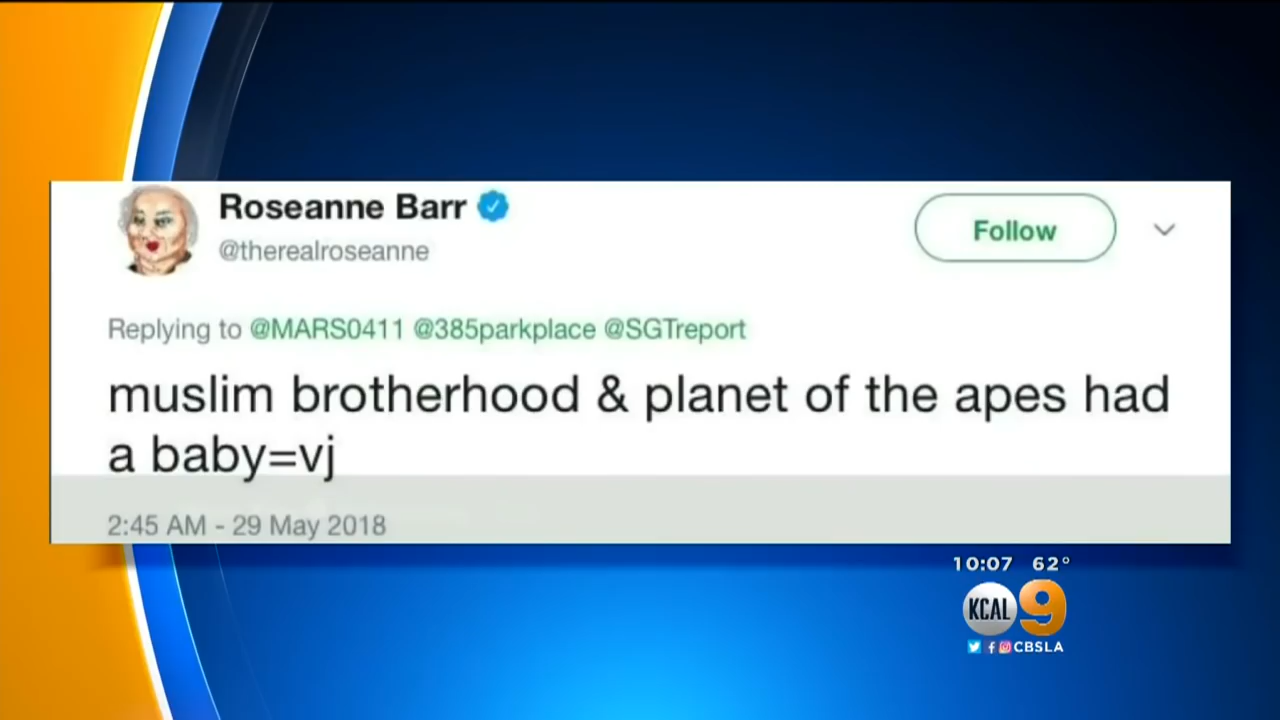 Roseanne Barr
@therealroseanne
Follow
Replying to @MARS0411 @385parkplace @SGTreport
muslim brotherhood & planet of the apes had
a baby=vj
2:45 AM - 29 May 2018
10:07 62°
KCAL 9
CBSLA